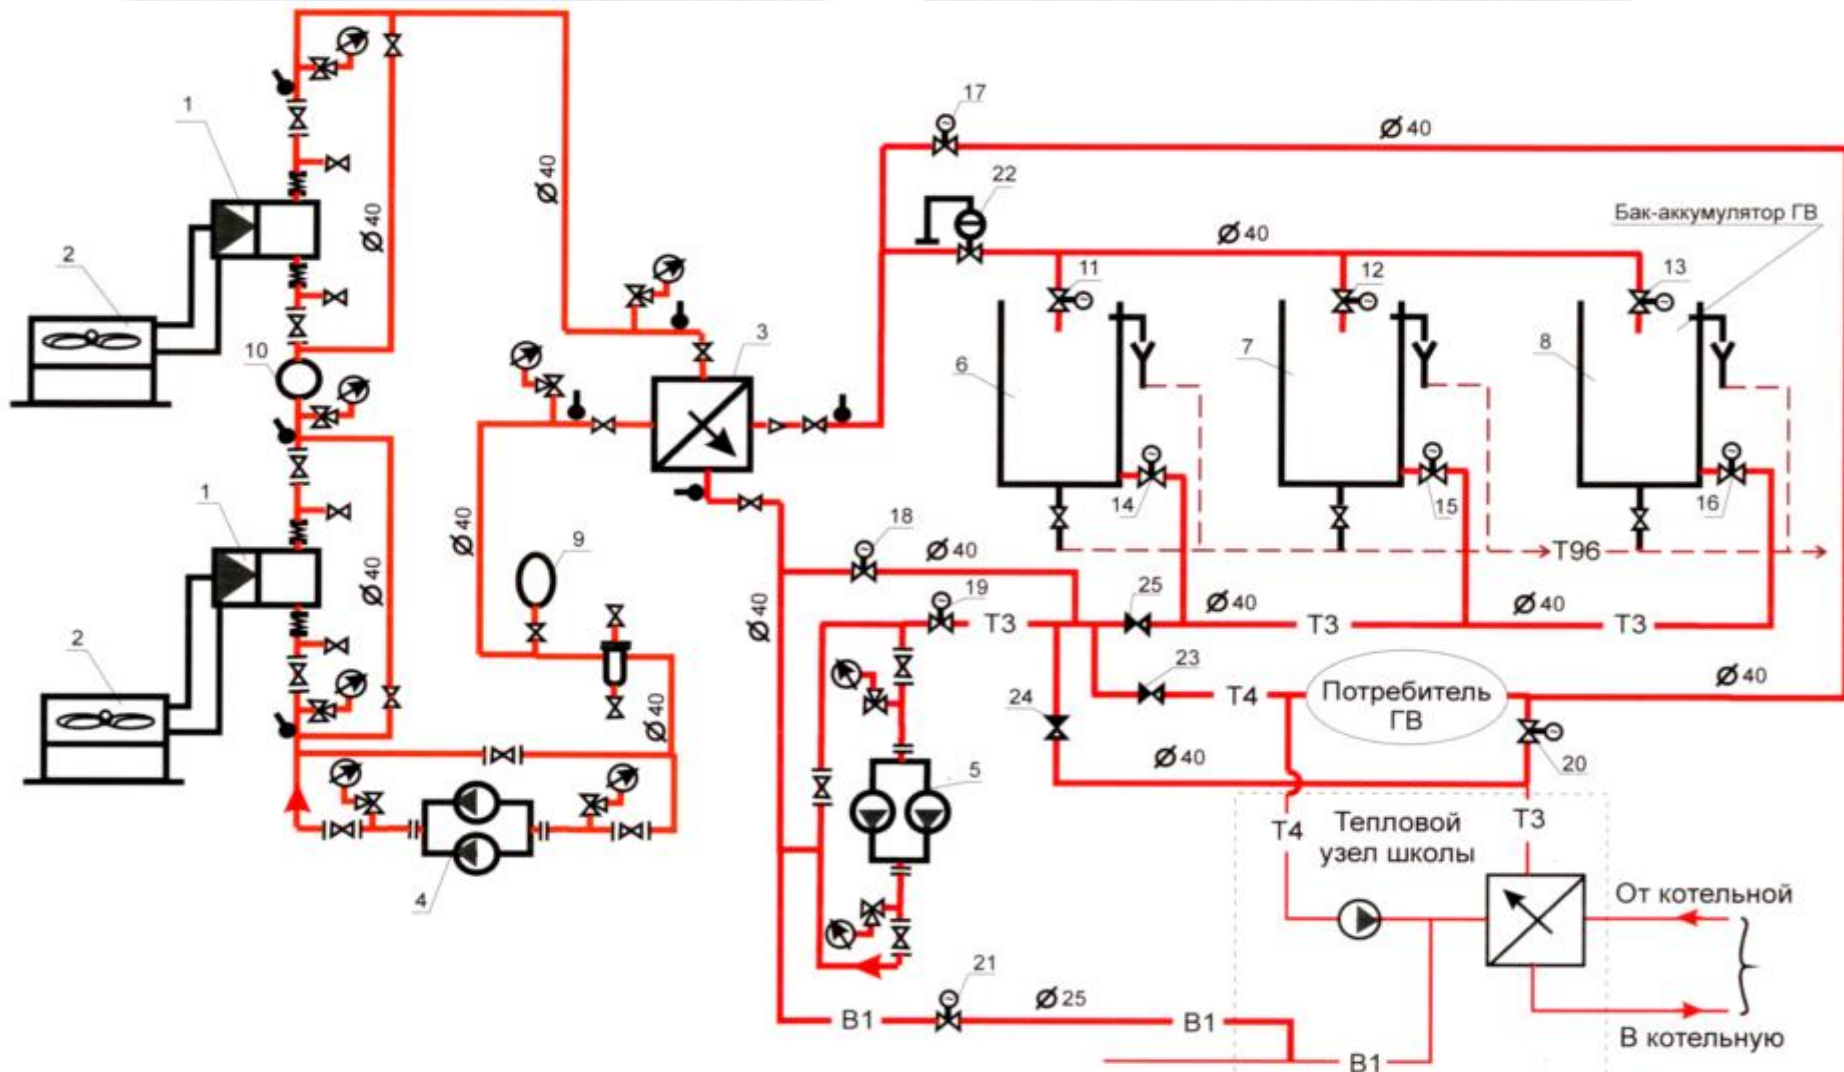 17
Ø 40
1
22
Бак-аккумулятор ГВ
Ø 40
Ø 40
Ø 40
2
11
12
13
10
3
6
7
8
1
14
15
16
Ø 40
9
18
Ø 40
T96
Ø 40
Ø 40
19
25
Ø 40
Ø 40
T3
T3
T3
2
23
Ø 40
24
T4
Потребитель
ГВ
Ø 40
Ø 40
20
5
4
T4
Тепловой
узел школы
T3
От котельной
21
Ø 25
B1
B1
В котельную
B1